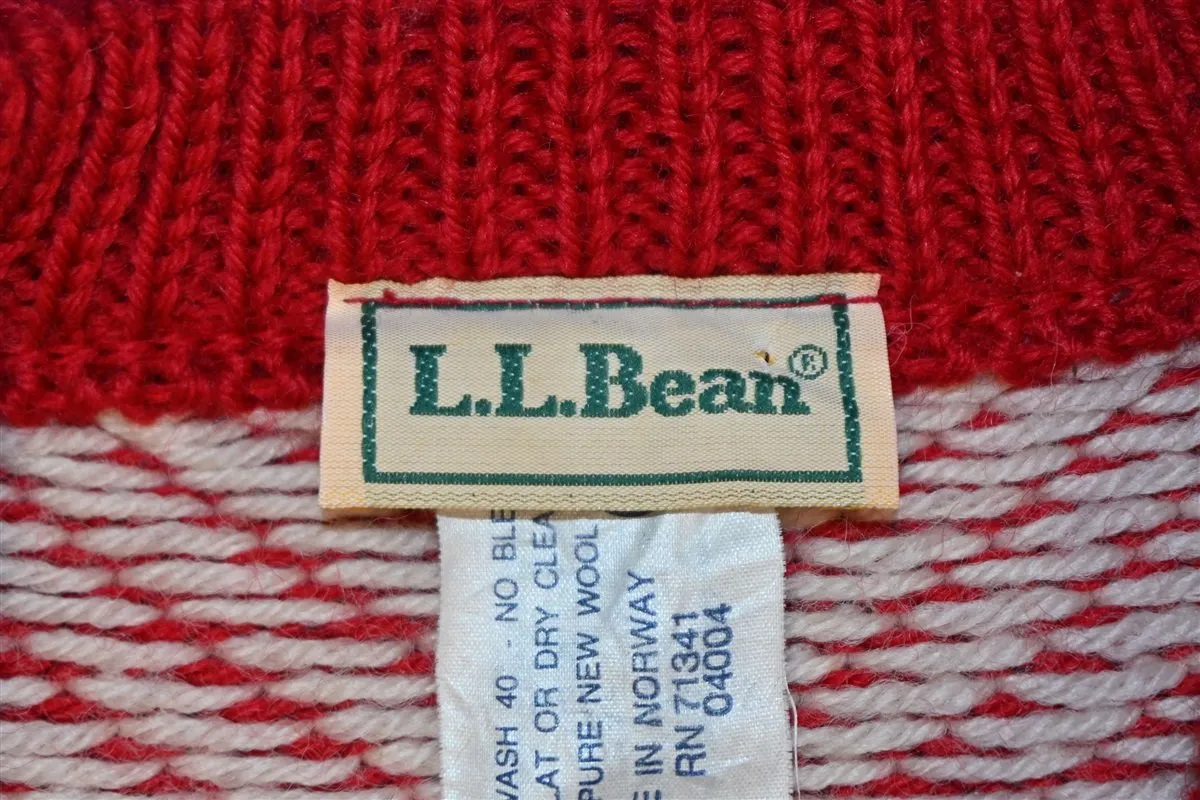 L.L.Bean®
WASH 40 - NO BLE
LAT OR DRY CLEA
PURE NEW WOOL
E IN NORWAY
RN 71341
04004